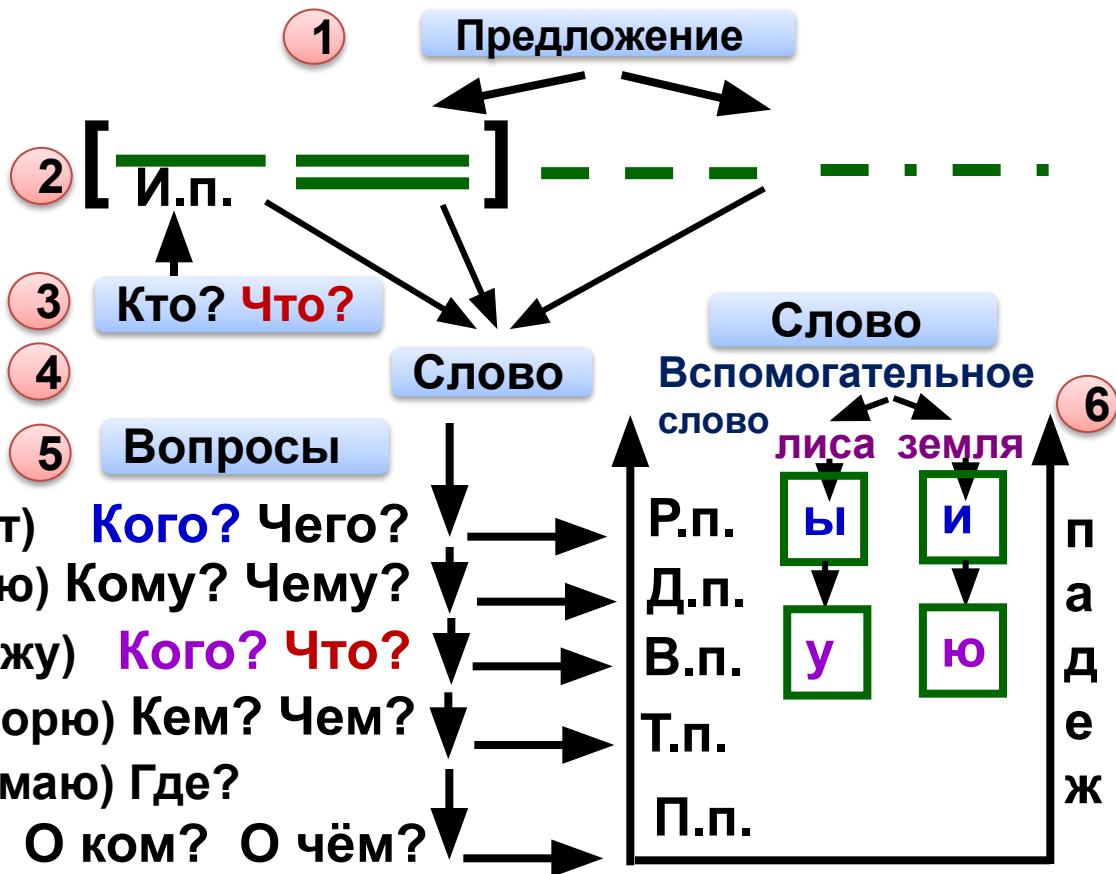 1 Предложение
2 [ ]
И.п.
3 Кто? Что?
4 Слово
5 Вопросы
т) Кого? Чего?
ю) Кому? Чему?
жу) Кого? Что?
орю) Кем? Чем?
маю) Где?
О ком? О чём?
Слово
Вспомогательное
слово
6
лиса земля
Р.п. ы и
Д.п.
В.п. у ю
Т.п.
П.п.
падеж